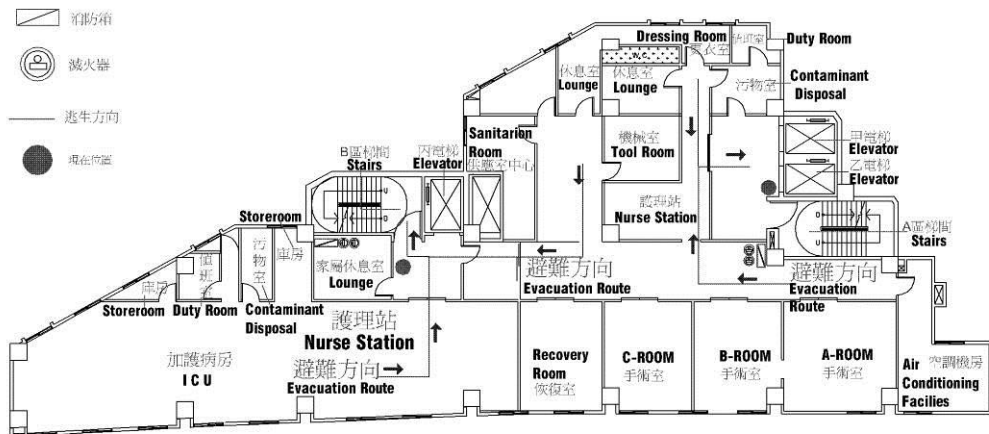 消防箱
滅火器
逃生方向
現在位置
Dressing Room
更衣室
值班室
Duty Room
W.C.
休息室
Lounge
休息室
Lounge
污物室
Contaminant
Disposal
Sanitarion
Room
供應室中心
機械室
Tool Room
甲電梯
Elevator
乙電梯
Elevator
B區梯間
Stairs
丙電梯
Elevator
護理站
Nurse Station
A區梯間
Stairs
Storeroom
庫房
污物室
值班室
家屬休息室
Lounge
避難方向
Evacuation Route
避難方向
Evacuation
Route
庫房
Storeroom
Duty Room
Contaminant
Disposal
護理站
Nurse Station
加護病房
ICU
避難方向
Evacuation Route
Recovery
Room
恢復室
C-ROOM
手術室
B-ROOM
手術室
A-ROOM
手術室
Air
Conditioning
Facilies
空調機房